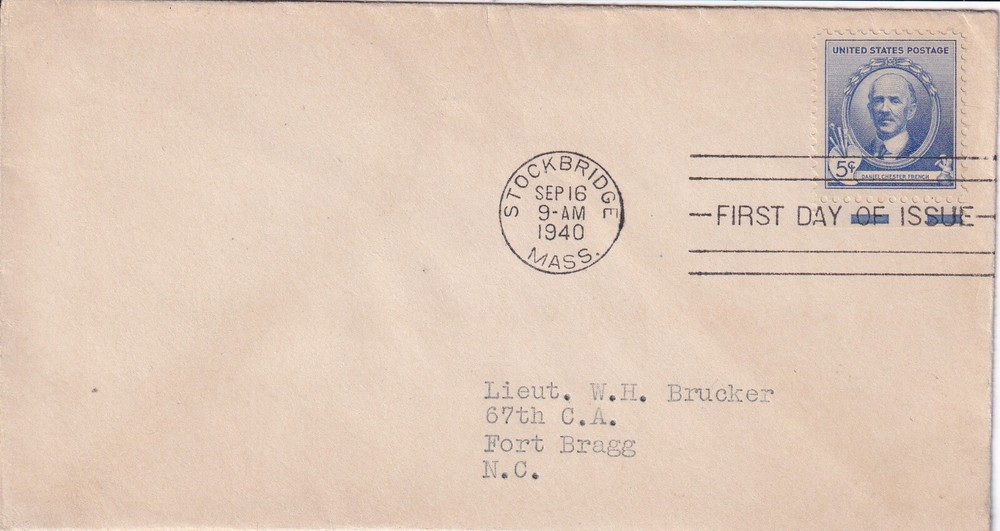 UNITED STATES POSTAGE
5¢
DANIEL CHESTER FRENCH
STOCKBRIDGE
SEP 16
9-AM
1940
MASS.
FIRST DAY OF ISSUE
Lieut. W.H. Brucker
67th C.A.
Fort Bragg
N.C.